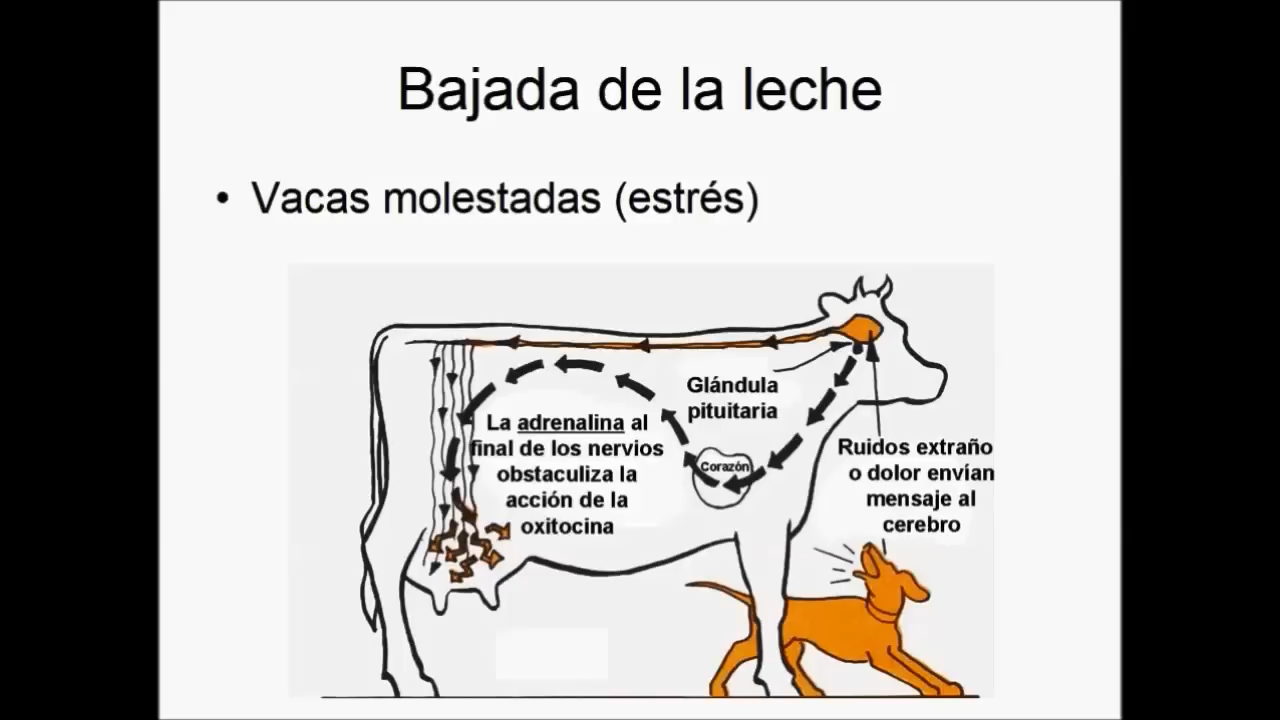 Bajada de la leche
• Vacas molestadas (estrés)
Glándula
pituitaria
La adrenalina al
final de los nervios
obstaculiza la
acción de la
oxitocina
Corazón
Ruidos extraño
o dolor envían
mensaje al
cerebro